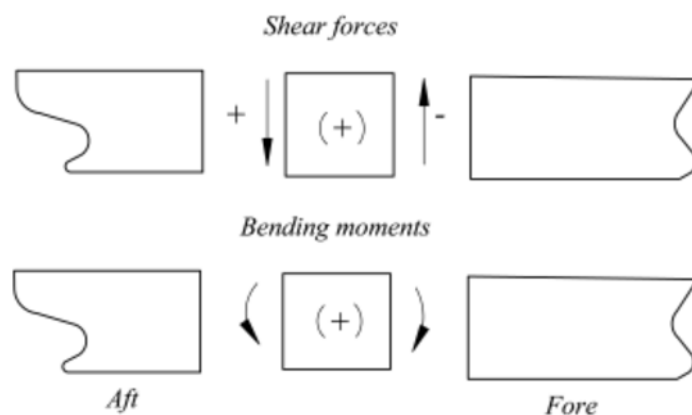 Shear forces
+ (+) -
Bending moments
(+)
Aft Fore